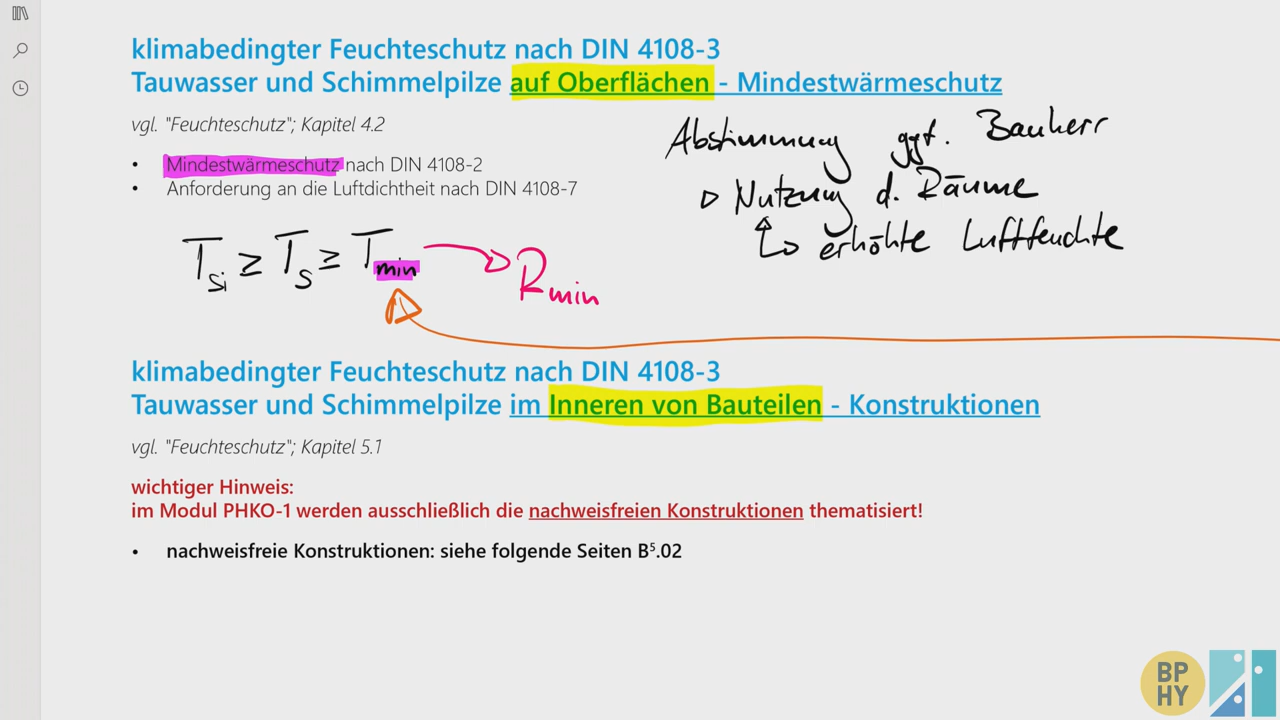 klimabedingter Feuchteschutz nach DIN 4108-3
Tauwasser und Schimmelpilze auf Oberflächen - Mindestwärmeschutz
vgl. "Feuchteschutz"; Kapitel 4.2
• Mindestwärmeschutz nach DIN 4108-2
• Anforderung an die Luftdichtheit nach DIN 4108-7
Abstimmung ggf. Bauherr
▷ Nutzung d. Räume
↳ erhöhte Luftfeuchte
Tsi ≥ Ts ≥ Tmin → Rmin
klimabedingter Feuchteschutz nach DIN 4108-3
Tauwasser und Schimmelpilze im Inneren von Bauteilen - Konstruktionen
vgl. "Feuchteschutz"; Kapitel 5.1
wichtiger Hinweis:
im Modul PHKO-1 werden ausschließlich die nachweisfreien Konstruktionen thematisiert!
• nachweisfreie Konstruktionen: siehe folgende Seiten B⁵.02
BP
HY